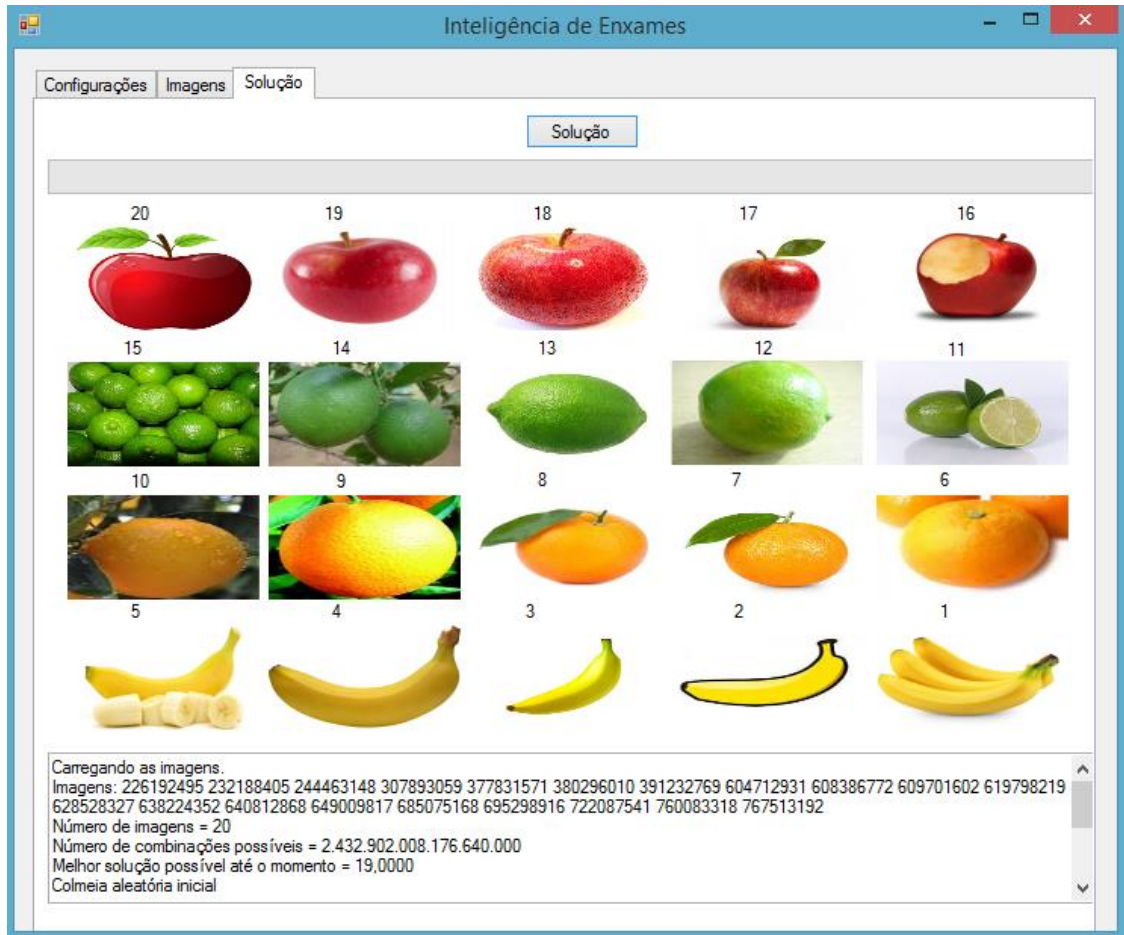 Inteligência de Enxames
Configurações Imagens Solução
Solução
20 19 18 17 16
15 14 13 12 11
10 9 8 7 6
5 4 3 2 1
Carregando as imagens.
Imagens: 226192495 232188405 244463148 307893059 377831571 380296010 391232769 604712931 608386772 609701602 619798219
628528327 638224352 640812868 649009817 685075168 695298916 722087541 760083318 767513192
Número de imagens = 20
Número de combinações possíveis = 2.432.902.008.176.640.000
Melhor solução possível até o momento = 19,0000
Colmeia aleatória inicial